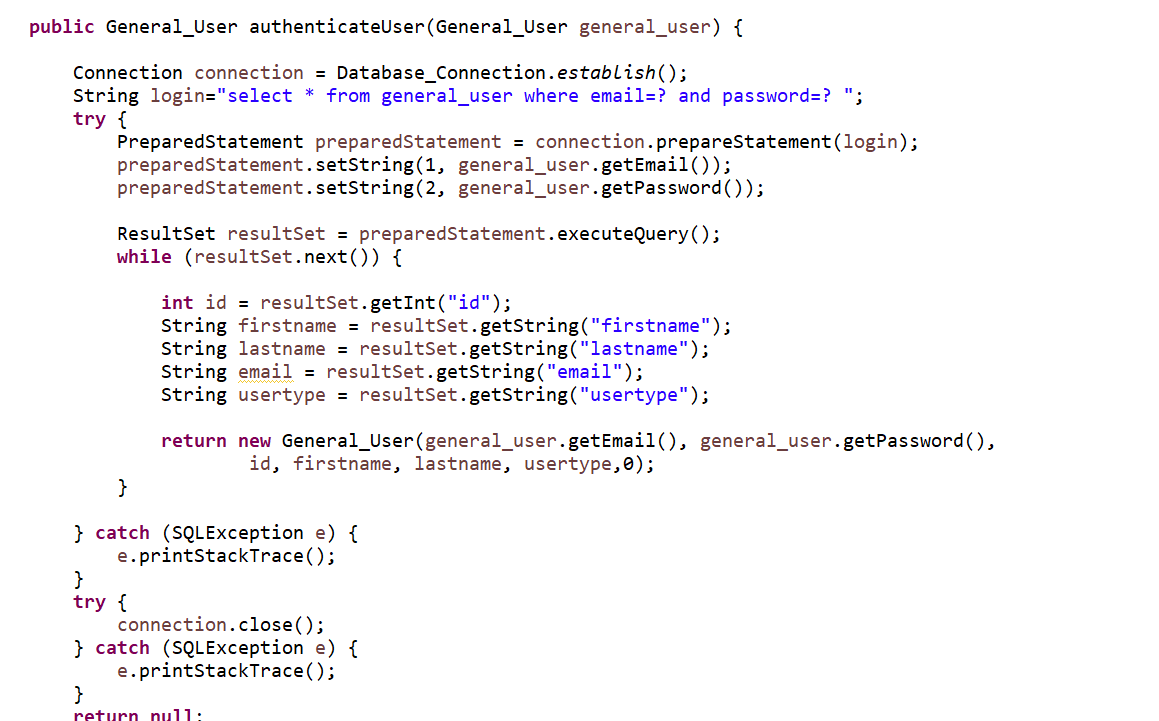 public General_User authenticateUser(General_User general_user) {
Connection connection = Database_Connection.establish();
String login="select * from general_user where email=? and password=? ";
try {
PreparedStatement preparedStatement = connection.prepareStatement(login);
preparedStatement.setString(1, general_user.getEmail());
preparedStatement.setString(2, general_user.getPassword());
ResultSet resultSet = preparedStatement.executeQuery();
while (resultSet.next()) {
int id = resultSet.getInt("id");
String firstname = resultSet.getString("firstname");
String lastname = resultSet.getString("lastname");
String email = resultSet.getString("email");
String usertype = resultSet.getString("usertype");
return new General_User(general_user.getEmail(), general_user.getPassword(),
id, firstname, lastname, usertype,0);
}
} catch (SQLException e) {
e.printStackTrace();
}
try {
connection.close();
} catch (SQLException e) {
e.printStackTrace();
}
return null;